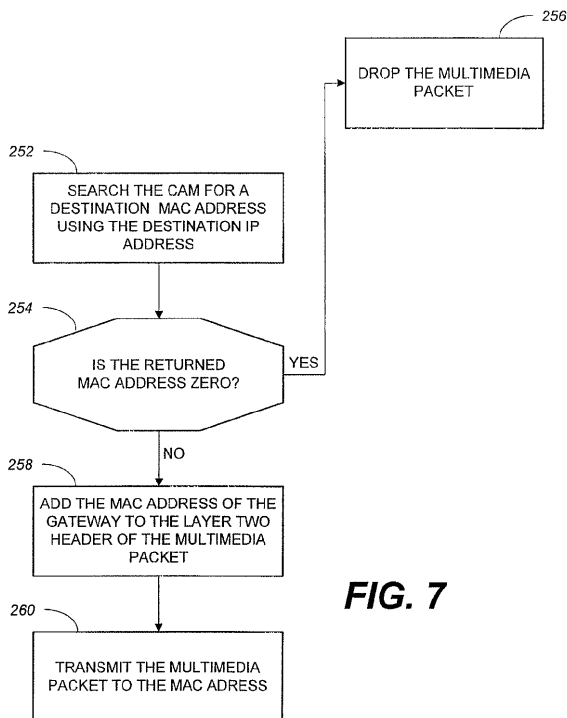 256
DROP THE MULTIMEDIA
PACKET
252
SEARCH THE CAM FOR A
DESTINATION MAC ADDRESS
USING THE DESTINATION IP
ADDRESS
254
IS THE RETURNED
MAC ADDRESS ZERO?
YES
NO
258
ADD THE MAC ADDRESS OF THE
GATEWAY TO THE LAYER TWO
HEADER OF THE MULTIMEDIA
PACKET
FIG. 7
260
TRANSMIT THE MULTIMEDIA
PACKET TO THE MAC ADRESS